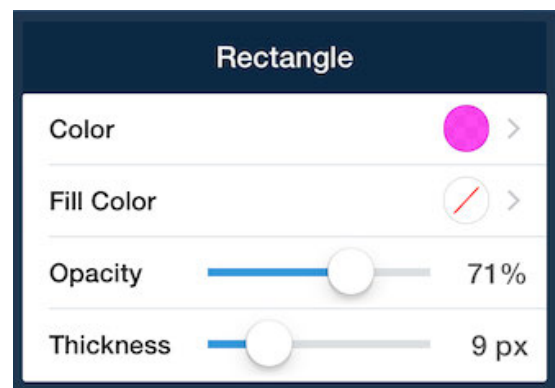 Rectangle
Color
Fill Color
Opacity 71%
Thickness 9 px